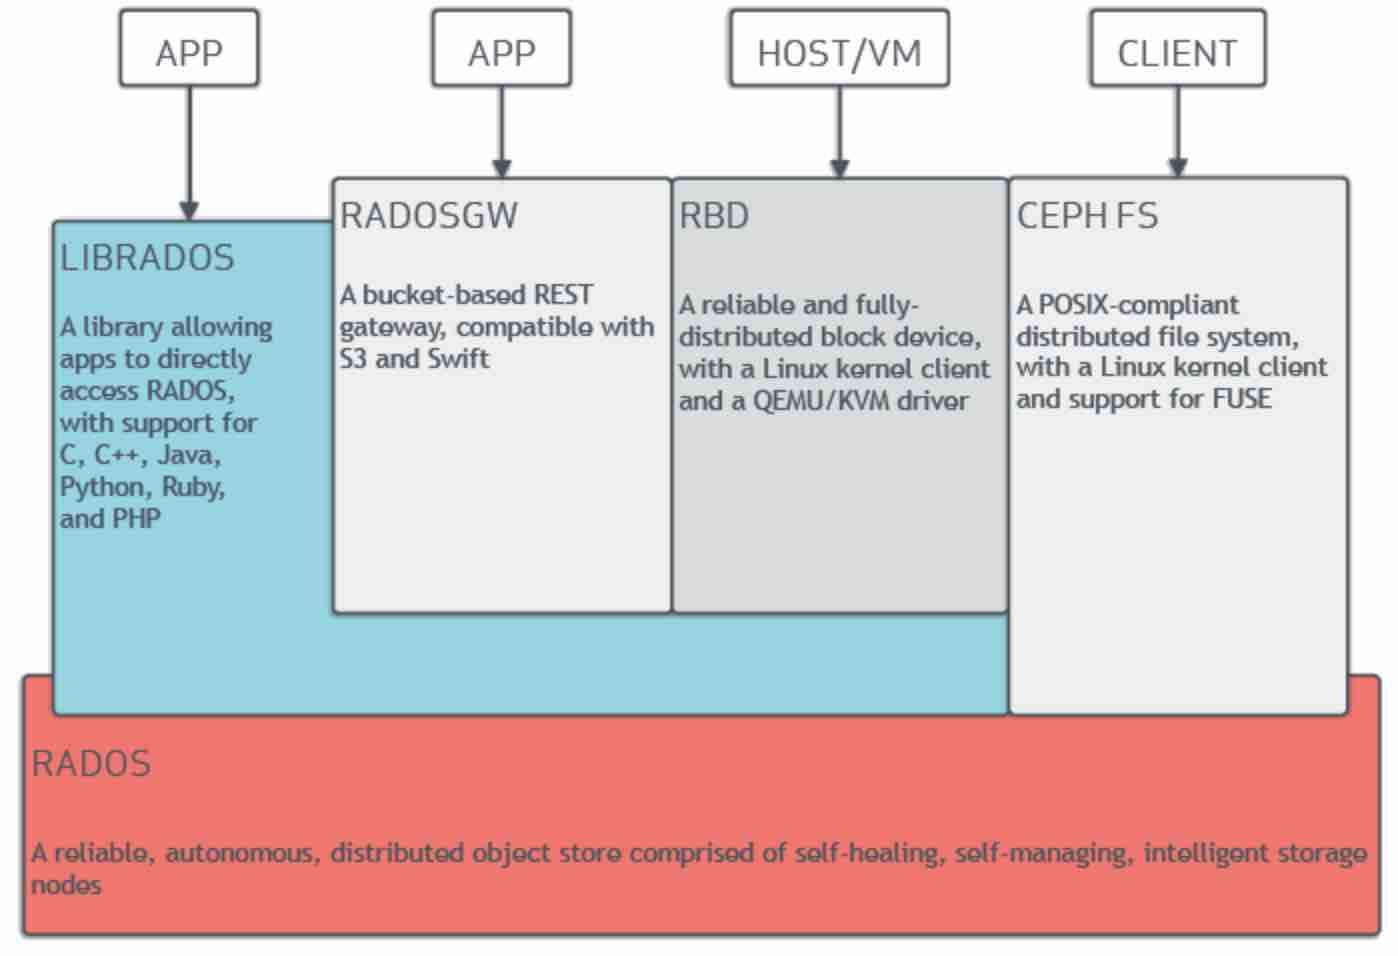 APP
APP
HOST/VM
CLIENT
LIBRADOS
A library allowing
apps to directly
access RADOS,
with support for
C, C++, Java,
Python, Ruby,
and PHP
RADOSGW
A bucket-based REST
gateway, compatible with
S3 and Swift
RBD
A reliable and fully-
distributed block device,
with a Linux kernel client
and a QEMU/KVM driver
CEPH FS
A POSIX-compliant
distributed file system,
with a Linux kernel client
and support for FUSE
RADOS
A reliable, autonomous, distributed object store comprised of self-healing, self-managing, intelligent storage
nodes